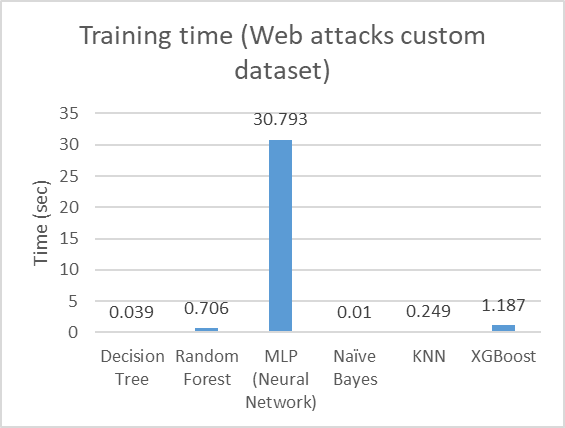 Training time (Web attacks custom
dataset)
Time (sec)
35
30
25
20
15
10
5
0
0.039
0.706
30.793
0.01
0.249
1.187
Decision
Tree
Random
Forest
MLP
(Neural
Network)
Naïve
Bayes
KNN
XGBoost